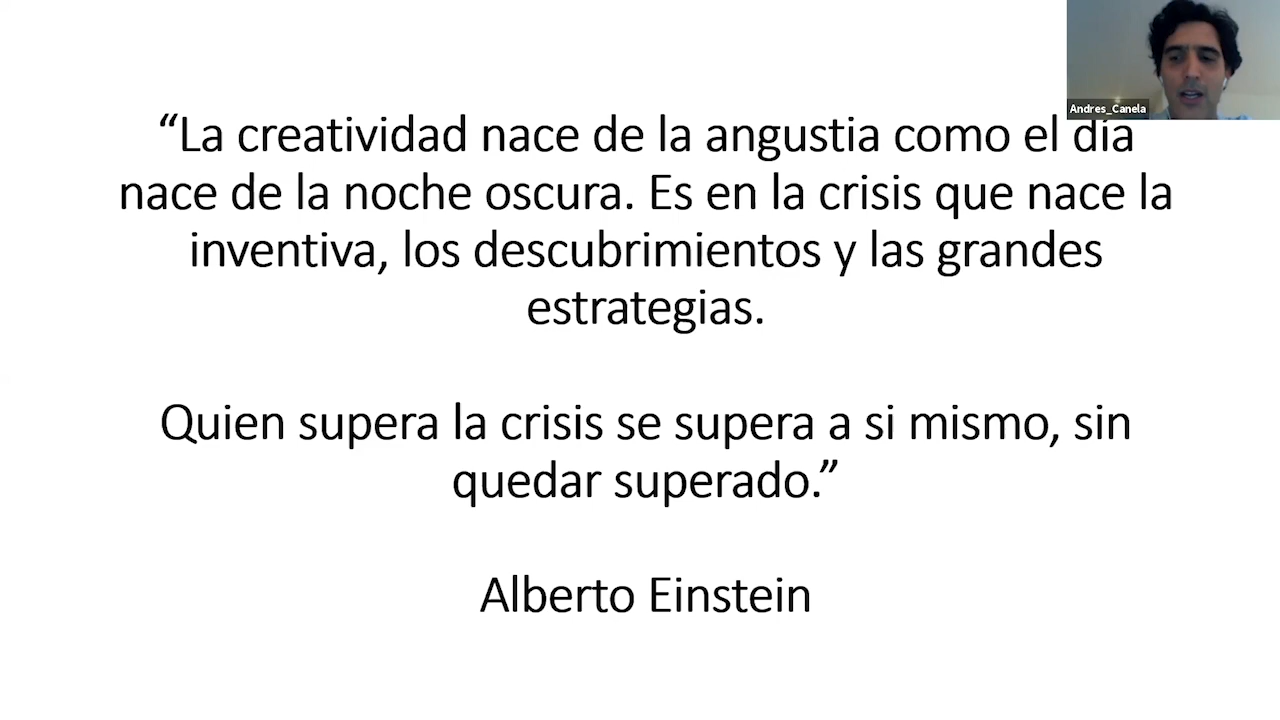 Andres_Canela
“La creatividad nace de la angustia como el día
nace de la noche oscura. Es en la crisis que nace la
inventiva, los descubrimientos y las grandes
estrategias.
Quien supera la crisis se supera a si mismo, sin
quedar superado.”
Alberto Einstein